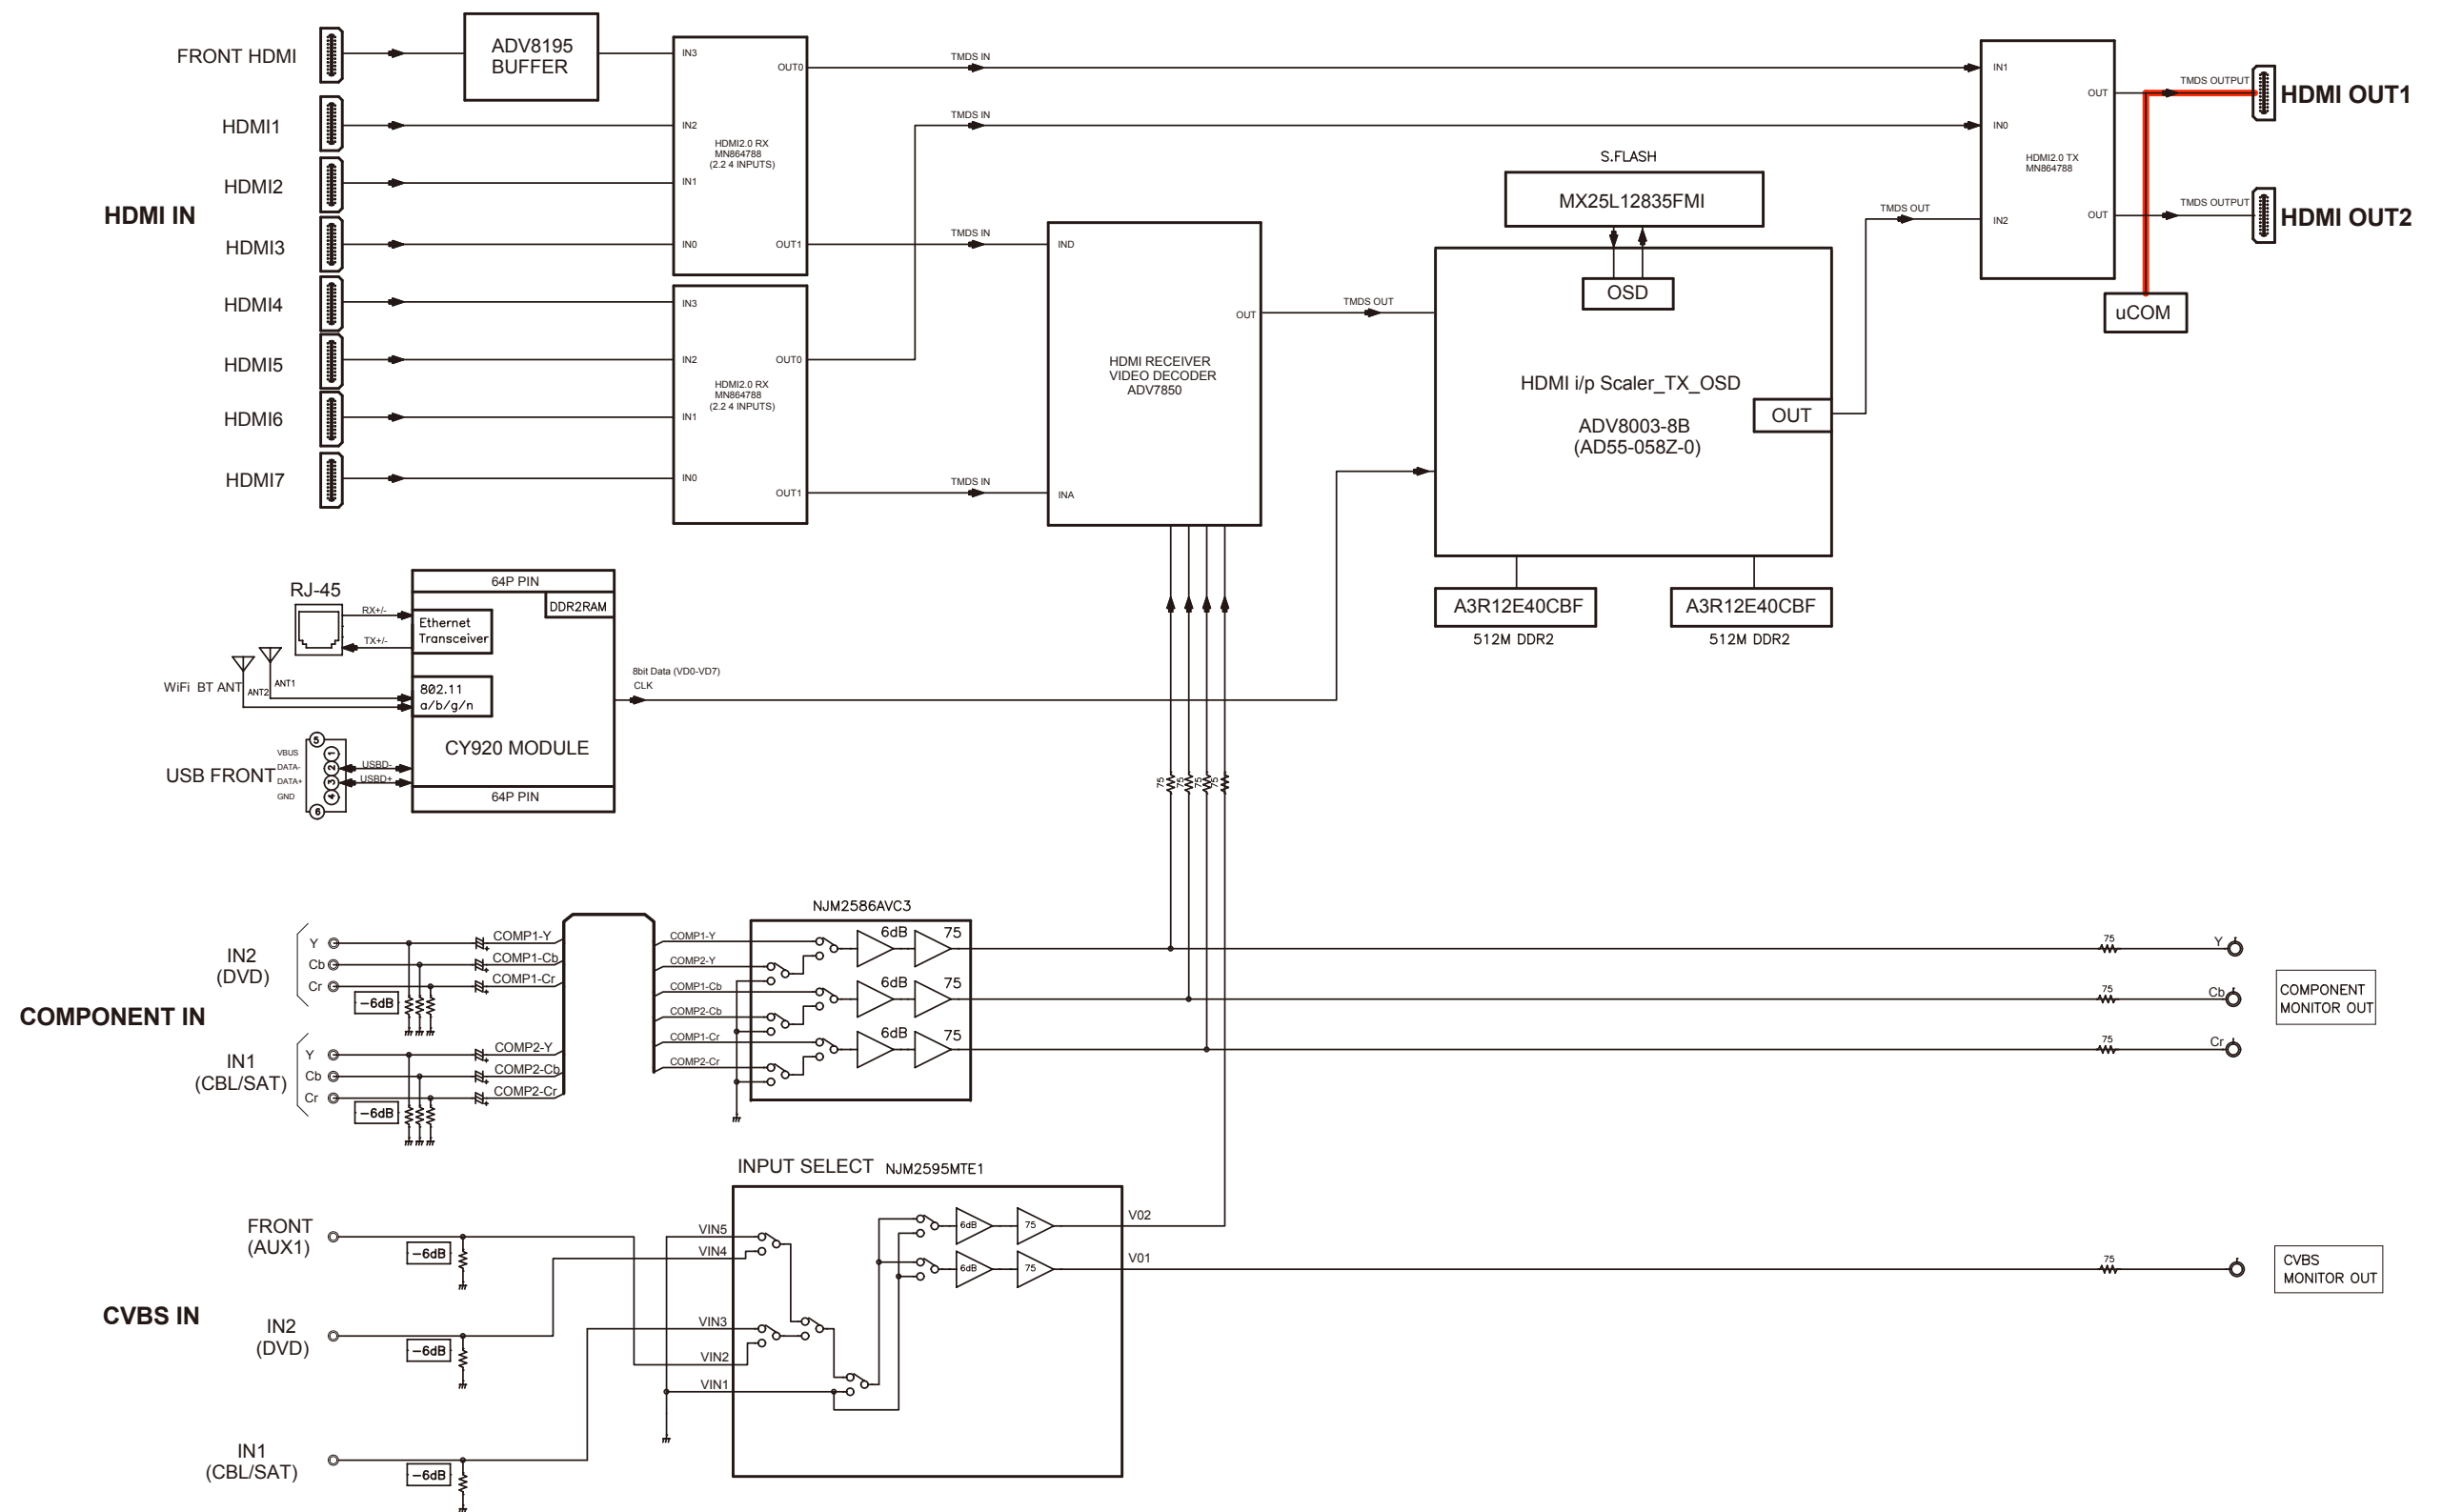 FRONT HDMI
HDMI1
HDMI2
HDMI IN
HDMI3
HDMI4
HDMI5
HDMI6
HDMI7
ADV8195
BUFFER
IN3
OUT0
IN2
HDMI2.0 RX
MN864788
(2.2 4 INPUTS)
IN1
IN0
OUT1
IN3
IN2
OUT0
HDMI2.0 RX
MN864788
(2.2 4 INPUTS)
IN1
IN0
OUT1
TMDS IN
TMDS IN
TMDS IN
TMDS IN
IND
OUT
HDMI RECEIVER
VIDEO DECODER
ADV7850
INA
TMDS OUT
S.FLASH
MX25L12835FMI
OSD
HDMI i/p Scaler_TX_OSD
OUT
ADV8003-8B
(AD55-058Z-0)
A3R12E40CBF
512M DDR2
A3R12E40CBF
512M DDR2
TMDS OUT
IN1
OUT
IN0
HDMI2.0 TX
MN864788
OUT
IN2
TMDS OUTPUT
HDMI OUT1
TMDS OUTPUT
HDMI OUT2
uCOM
RJ-45
RX+/-
TX+/-
WiFi BT ANT
ANT2
ANT1
USB FRONT
VBUS
DATA-
DATA+
GND
5
1
2
3
4
6
USBD-
USBD+
64P PIN
DDR2RAM
Ethernet
Transceiver
802.11
a/b/g/n
CY920 MODULE
64P PIN
8bit Data (VD0-VD7)
CLK
75
75
75
75
COMPONENT IN
IN2
(DVD)
Y
Cb
Cr
-6dB
COMP1-Y
COMP1-Cb
COMP1-Cr
IN1
(CBL/SAT)
Y
Cb
Cr
-6dB
COMP2-Y
COMP2-Cb
COMP2-Cr
COMP1-Y
COMP2-Y
COMP1-Cb
COMP2-Cb
COMP1-Cr
COMP2-Cr
NJM2586AVC3
6dB 75
6dB 75
6dB 75
75 Y
75 Cb
75 Cr
COMPONENT
MONITOR OUT
INPUT SELECT NJM2595MTE1
CVBS IN
FRONT
(AUX1)
-6dB
IN2
(DVD)
-6dB
IN1
(CBL/SAT)
-6dB
VIN5
VIN4
VIN3
VIN2
VIN1
6dB 75 V02
6dB 75 V01
75
CVBS
MONITOR OUT